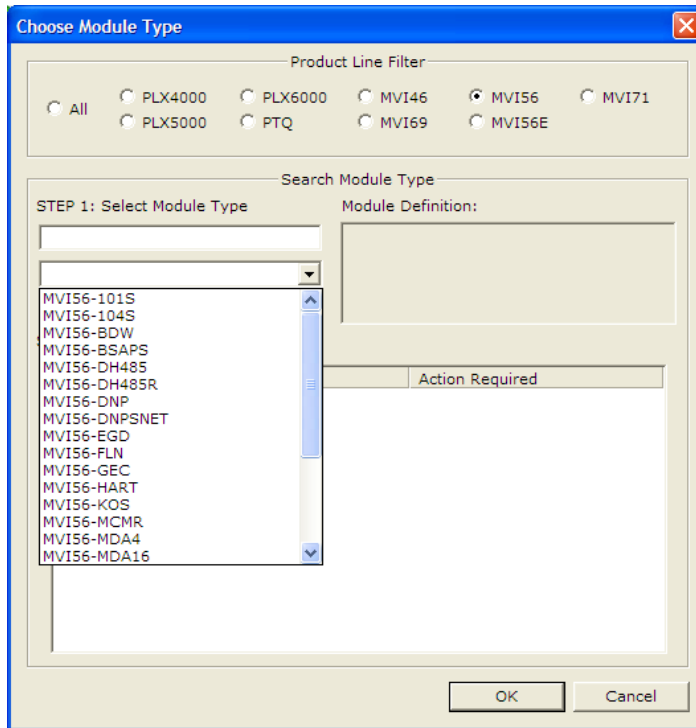 Choose Module Type
Product Line Filter
All
PLX4000
PLX6000
MVI46
MVI56
MVI71
PLX5000
PTQ
MVI69
MVI56E
Search Module Type
STEP 1: Select Module Type
Module Definition:
MVI56-101S
MVI56-104S
MVI56-BDW
MVI56-BSAPS
MVI56-DH485
MVI56-DH485R
MVI56-DNP
MVI56-DNPSNET
MVI56-EGD
MVI56-FLN
MVI56-GEC
MVI56-HART
MVI56-KOS
MVI56-MCMR
MVI56-MDA4
MVI56-MDA16
Action Required
OK
Cancel